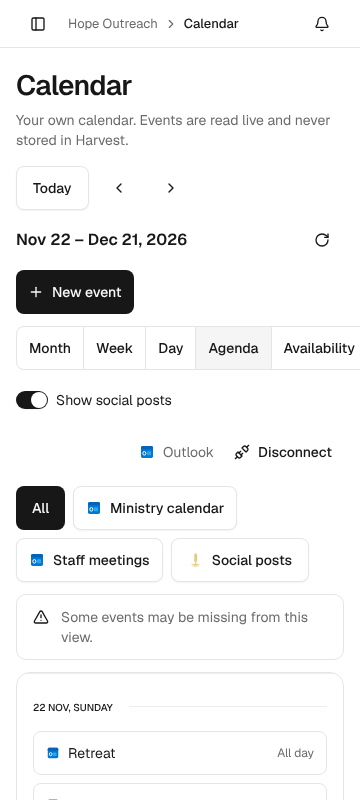 Hope Outreach > Calendar
Calendar
Your own calendar. Events are read live and never
stored in Harvest.
Today
Nov 22 – Dec 21, 2026
New event
Month Week Day Agenda Availability
Show social posts
Outlook Disconnect
All Ministry calendar
Staff meetings Social posts
Some events may be missing from this
view.
22 NOV, SUNDAY
Retreat All day